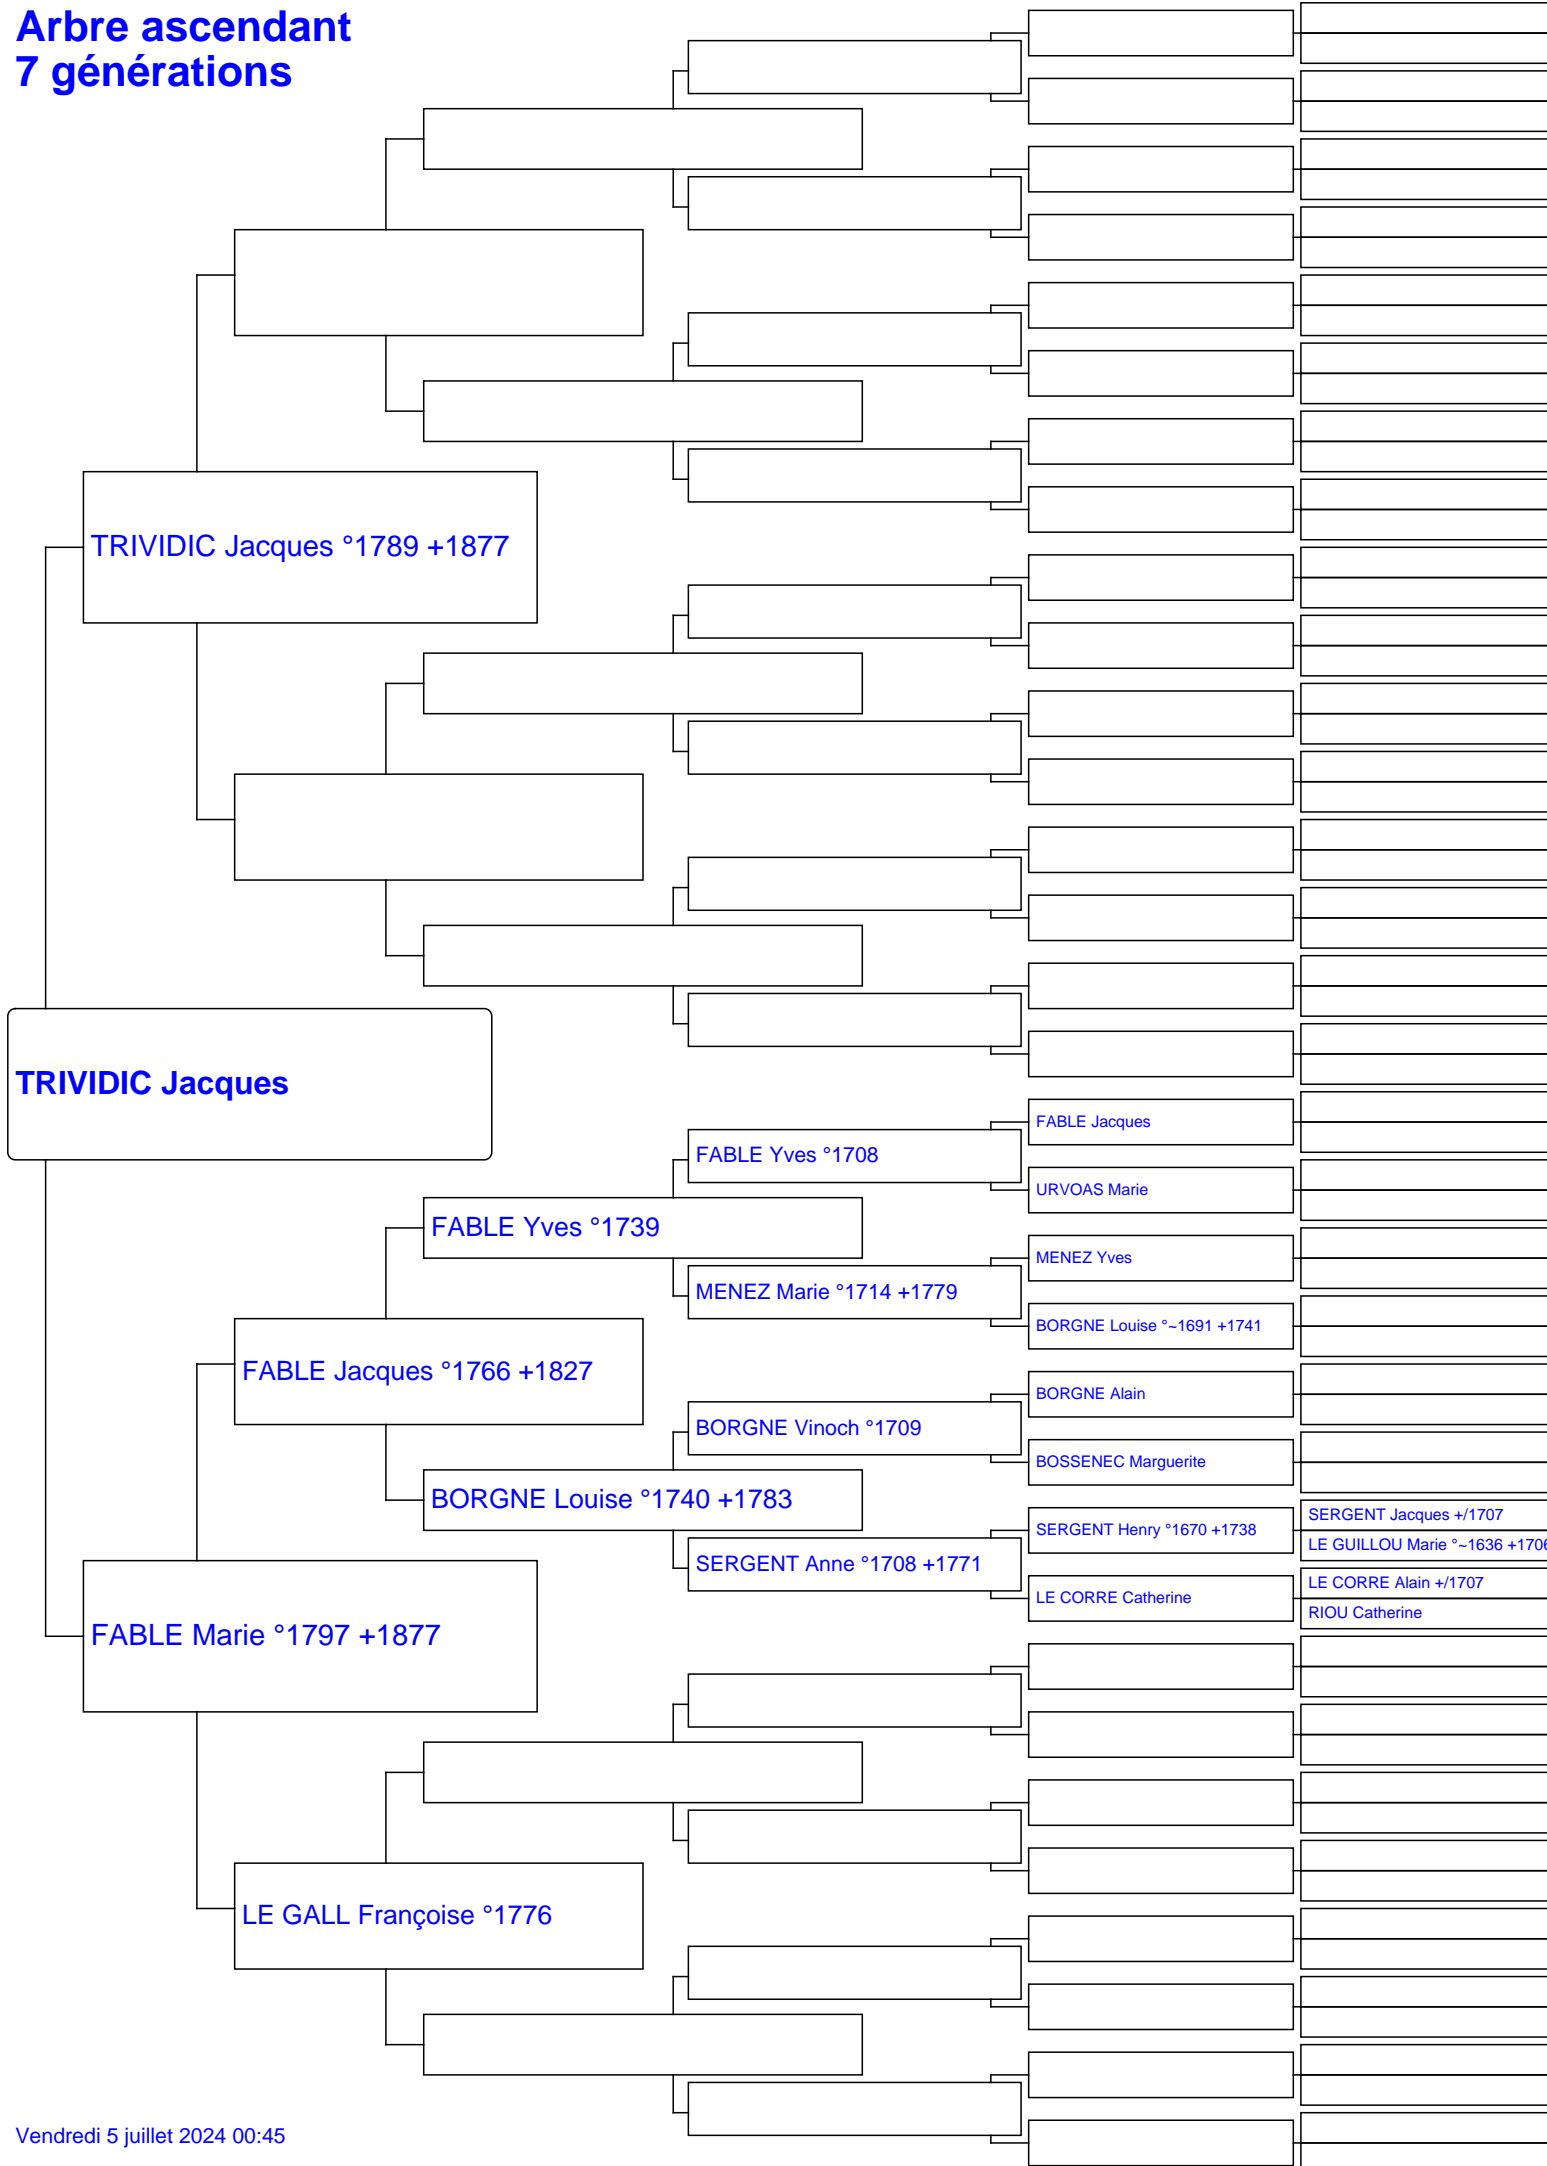 Arbre ascendant
7 générations
TRIVIDIC Jacques °1789 +1877
TRIVIDIC Jacques
FABLE Jacques
FABLE Yves °1708
URVOAS Marie
FABLE Yves °1739
MENEZ Yves
MENEZ Marie °1714 +1779
BORGNE Louise °~1691 +1741
FABLE Jacques °1766 +1827
BORGNE Alain
BORGNE Vinoch °1709
BOSSENEC Marguerite
BORGNE Louise °1740 +1783
SERGENT Jacques +/1707
SERGENT Henry °1670 +1738
LE GUILLOU Marie °~1636 +1706
SERGENT Anne °1708 +1771
LE CORRE Alain +/1707
LE CORRE Catherine
RIOU Catherine
FABLE Marie °1797 +1877
LE GALL Françoise °1776
Vendredi 5 juillet 2024 00:45